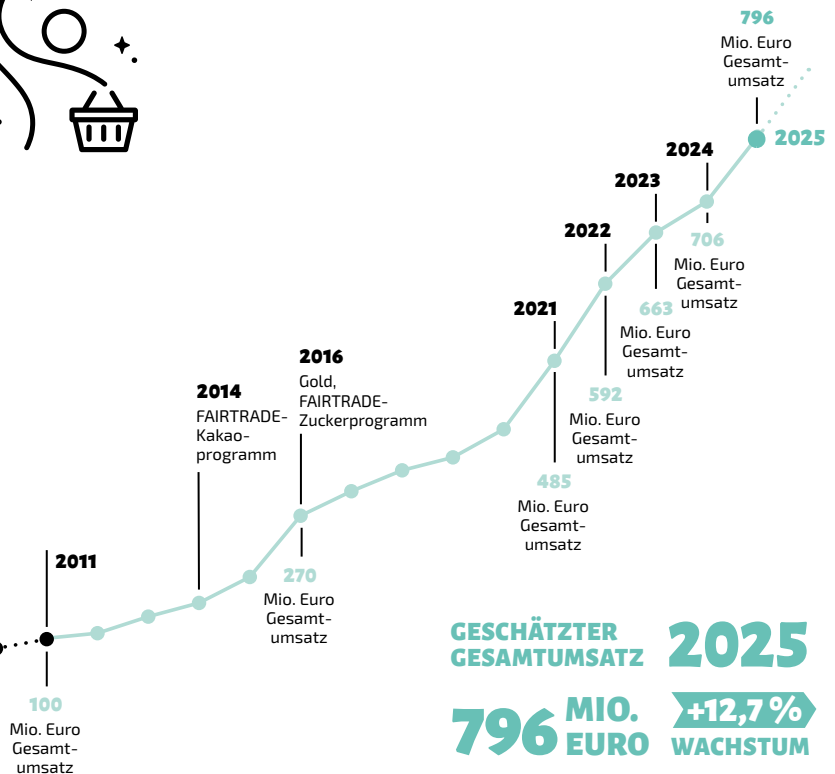 796
Mio. Euro
Gesamt-
umsatz
2025
2024
706
Mio. Euro
Gesamt-
umsatz
2023
663
Mio. Euro
Gesamt-
umsatz
2022
592
Mio. Euro
Gesamt-
umsatz
2021
485
Mio. Euro
Gesamt-
umsatz
2016
Gold,
FAIRTRADE-
Zuckerprogramm
270
Mio. Euro
Gesamt-
umsatz
2014
FAIRTRADE-
Kakao-
programm
2011
100
Mio. Euro
Gesamt-
umsatz
GESCHÄTZTER
GESAMTUMSATZ
2025
796
MIO.
EURO
+12,7 %
WACHSTUM